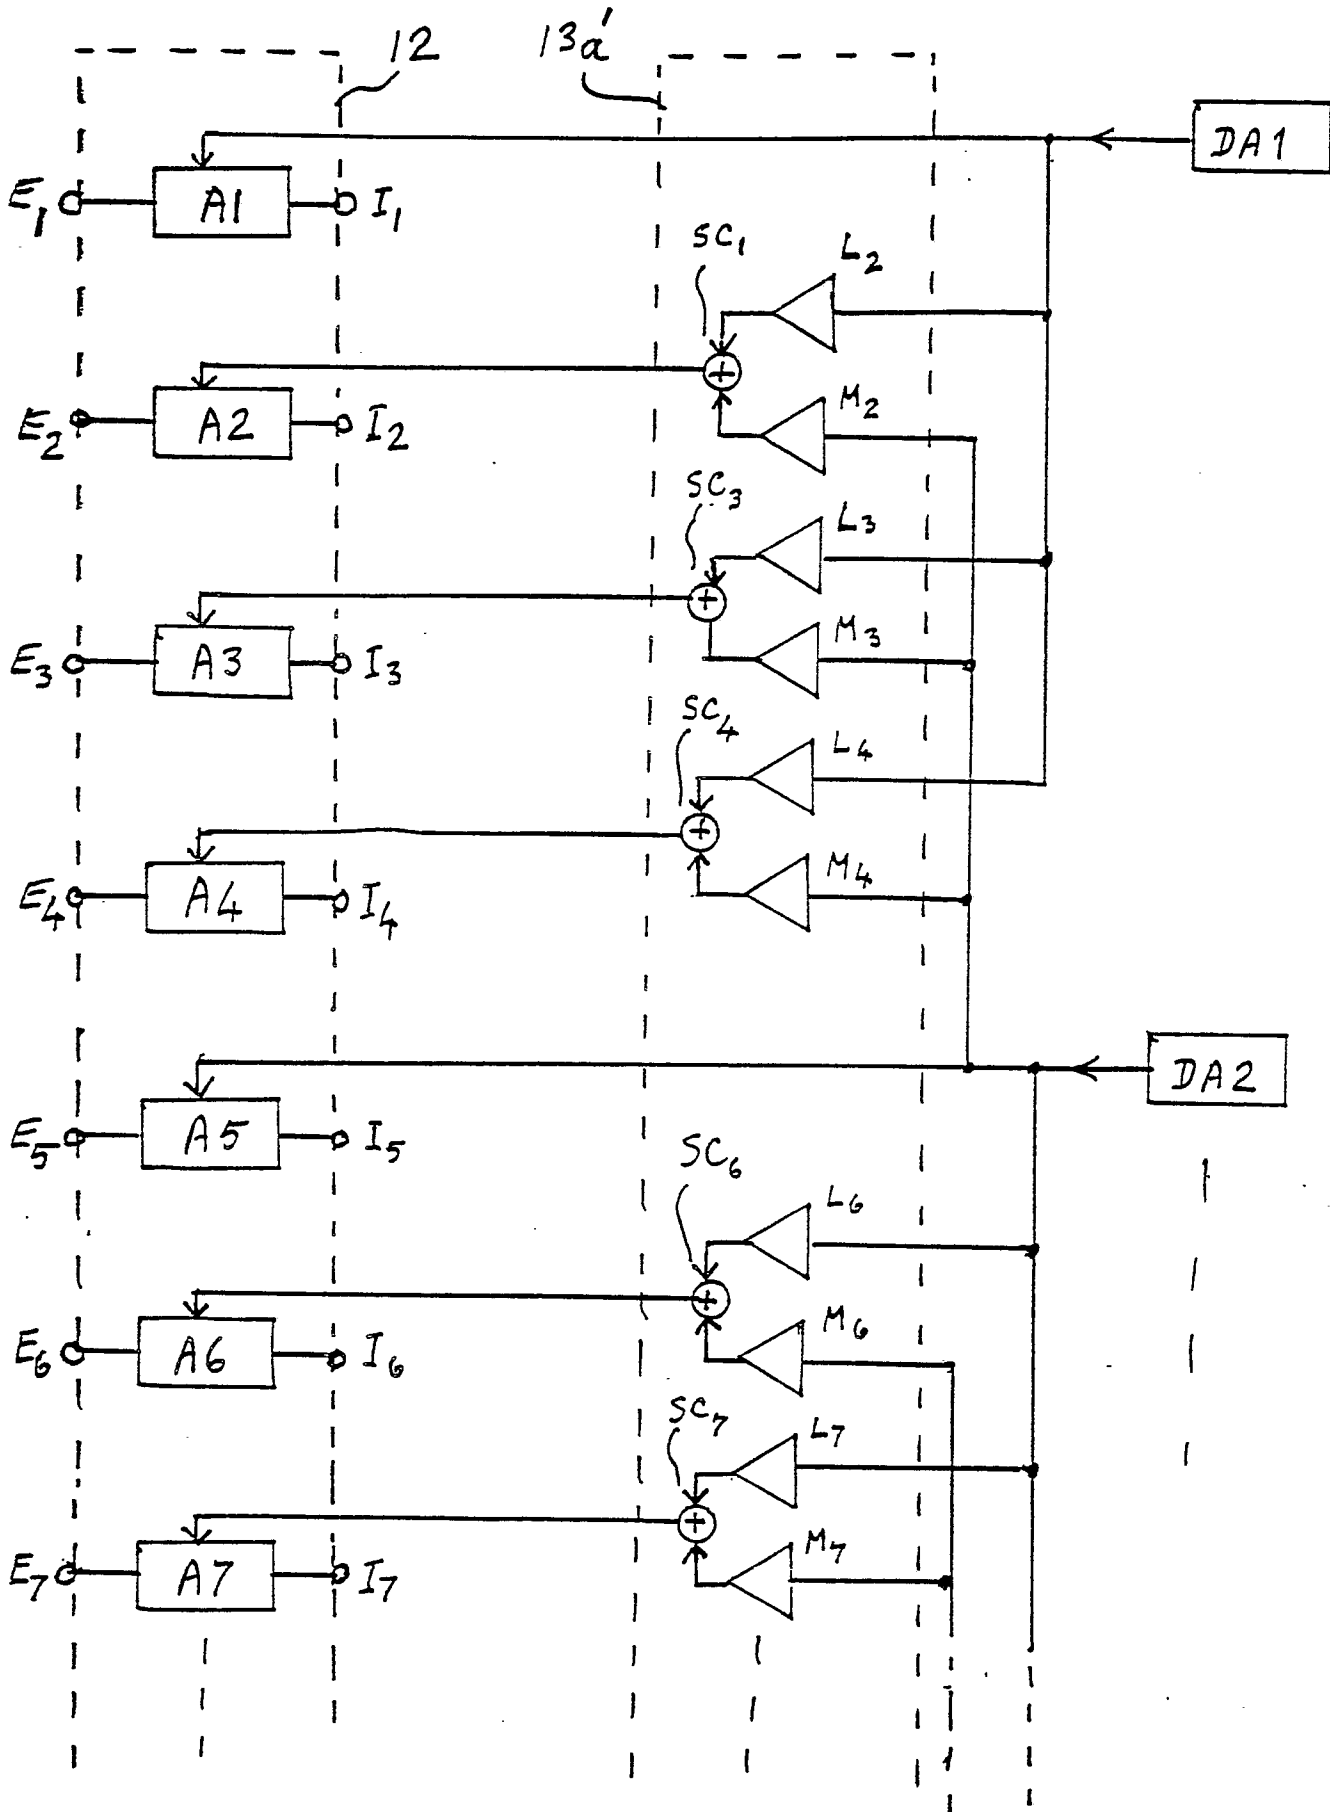 12
13a'
DA1
E1 A1 I1
SC1
L2
E2 A2 I2
M2
SC3
L3
E3 A3 I3
M3
SC4
L4
E4 A4 I4
M4
DA2
E5 A5 I5
SC6
L6
E6 A6 I6
M6
SC7
L7
E7 A7 I7
M7